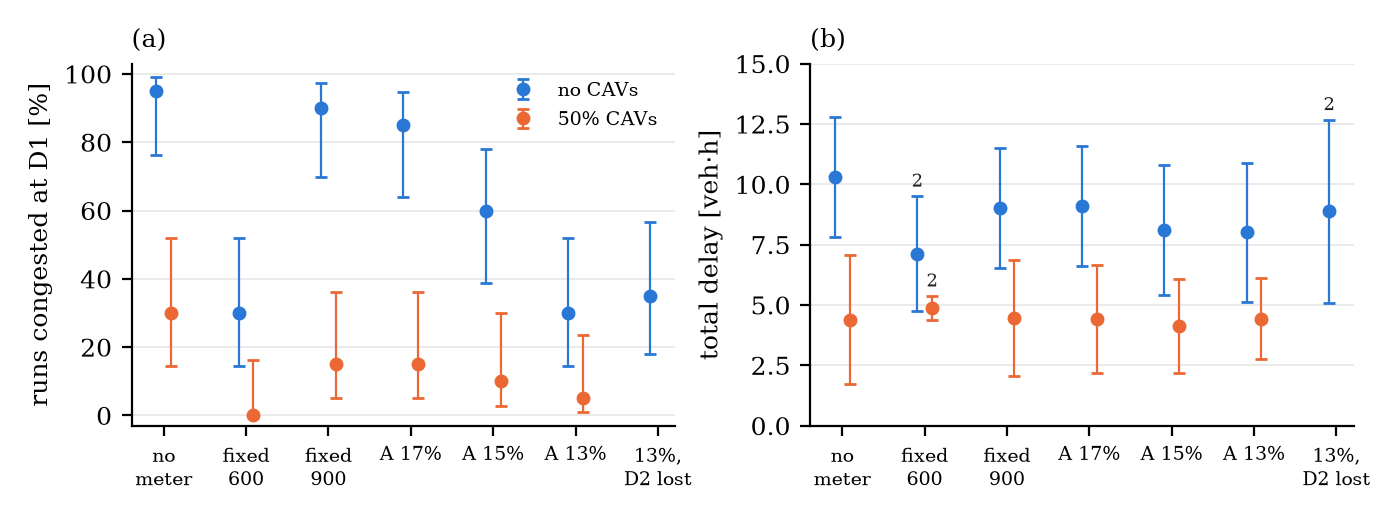 (a)
runs congested at D1 [%]
100
80
60
40
20
0
no CAVs
50% CAVs
no
meter
fixed
600
fixed
900
A 17%
A 15%
A 13%
13%,
D2 lost
(b)
total delay [veh·h]
15.0
12.5
10.0
7.5
5.0
2.5
0.0
2
2
2
no
meter
fixed
600
fixed
900
A 17%
A 15%
A 13%
13%,
D2 lost